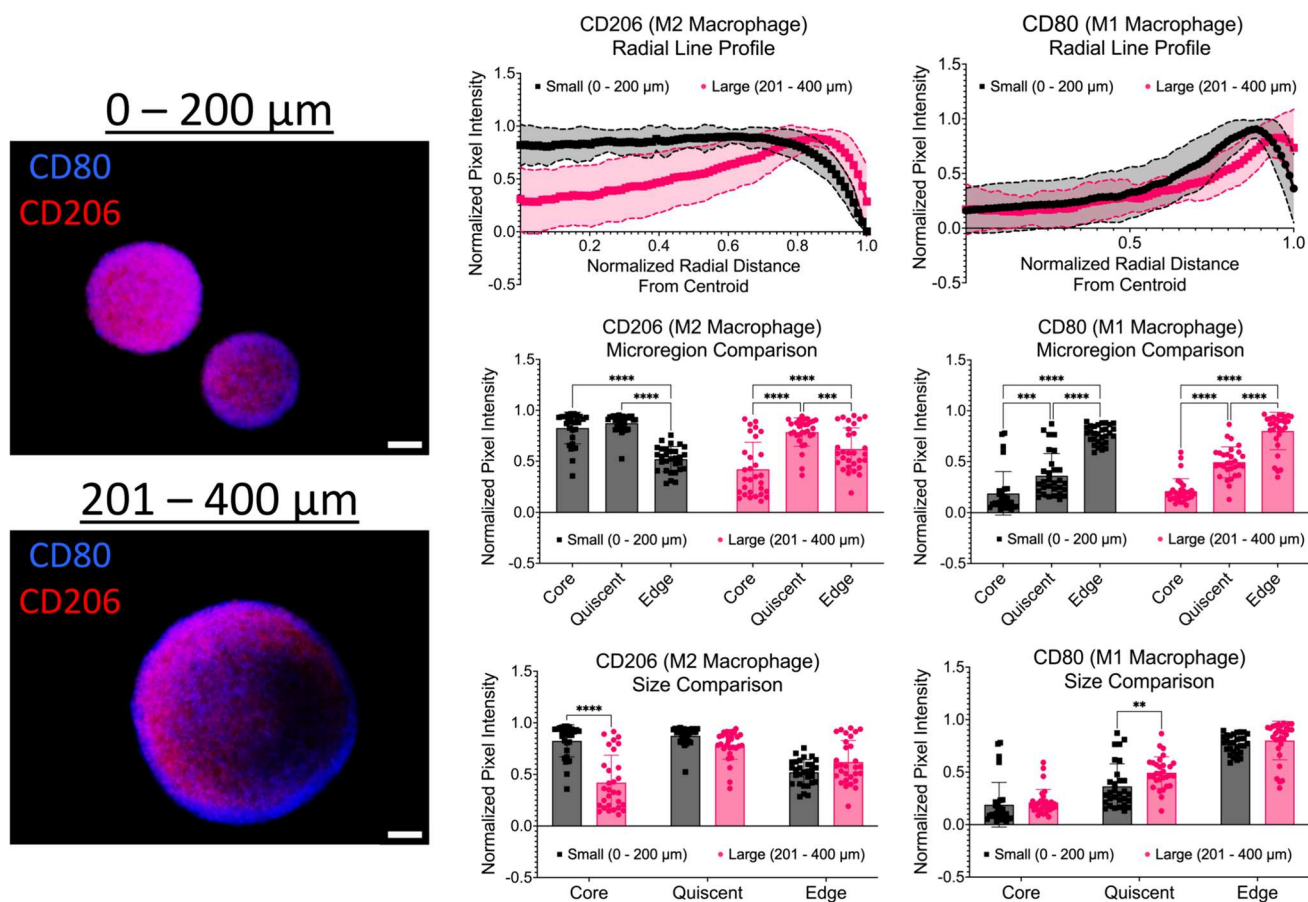 0 – 200 μm
CD80
CD206
201 – 400 μm
CD80
CD206
CD206 (M2 Macrophage)
Radial Line Profile
Normalized Pixel Intensity
1.5
1.0
0.5
0.0
-0.5
Small (0 - 200 μm)
Large (201 - 400 μm)
0.2
0.4
0.6
0.8
1.0
Normalized Radial Distance
From Centroid
CD80 (M1 Macrophage)
Radial Line Profile
Normalized Pixel Intensity
1.5
1.0
0.5
0.0
-0.5
Small (0 - 200 μm)
Large (201 - 400 μm)
0.5
1.0
Normalized Radial Distance
From Centroid
CD206 (M2 Macrophage)
Microregion Comparison
Normalized Pixel Intensity
1.5
1.0
0.5
0.0
-0.5
****
****
****
****
***
Small (0 - 200 μm)
Large (201 - 400 μm)
Core
Quiscent
Edge
Core
Quiscent
Edge
CD80 (M1 Macrophage)
Microregion Comparison
Normalized Pixel Intensity
1.5
1.0
0.5
0.0
-0.5
****
***
****
****
****
****
Small (0 - 200 μm)
Large (201 - 400 μm)
Core
Quiscent
Edge
Core
Quiscent
Edge
CD206 (M2 Macrophage)
Size Comparison
Normalized Pixel Intensity
1.5
1.0
0.5
0.0
-0.5
****
Small (0 - 200 μm)
Large (201 - 400 μm)
Core
Quiscent
Edge
CD80 (M1 Macrophage)
Size Comparison
Normalized Pixel Intensity
1.5
1.0
0.5
0.0
-0.5
**
Small (0 - 200 μm)
Large (201 - 400 μm)
Core
Quiscent
Edge